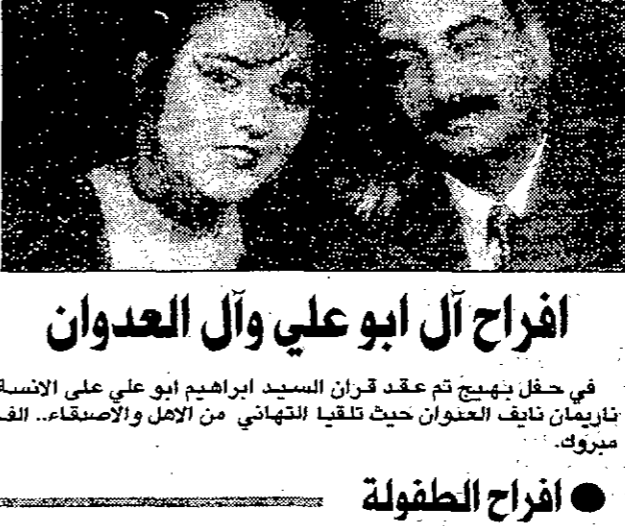 افراح آل ابو علي وآل العدوان
في حفل بهيج تم عقد قران السيد ابراهيم ابو علي على الانسة
ناريمان نايف العدوان حيث تلقيا التهاني من الاهل والاصدقاء.. الف
مبروك.
● افراح الطفولة